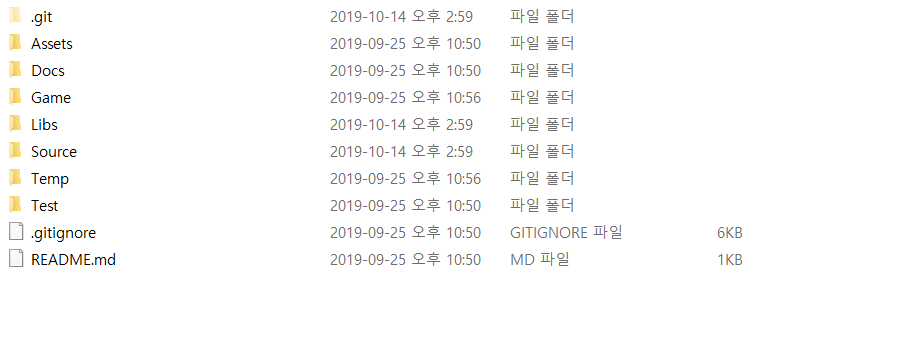 .git 2019-10-14 오후 2:59 파일 폴더
Assets 2019-09-25 오후 10:50 파일 폴더
Docs 2019-09-25 오후 10:50 파일 폴더
Game 2019-09-25 오후 10:56 파일 폴더
Libs 2019-10-14 오후 2:59 파일 폴더
Source 2019-10-14 오후 2:59 파일 폴더
Temp 2019-09-25 오후 10:56 파일 폴더
Test 2019-09-25 오후 10:50 파일 폴더
.gitignore 2019-09-25 오후 10:50 GITIGNORE 파일 6KB
README.md 2019-09-25 오후 10:50 MD 파일 1KB